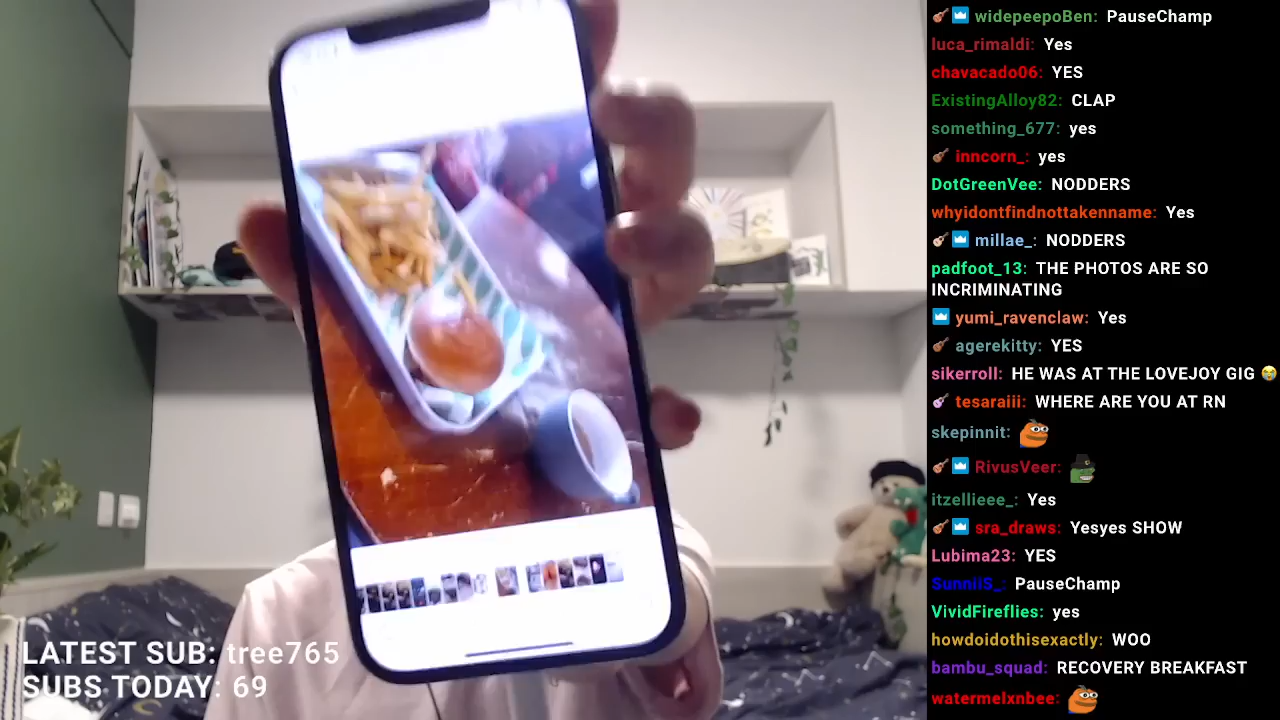 widepeepoBen: PauseChamp
luca_rimaldi: Yes
chavacado06: YES
ExistingAlloy82: CLAP
something_677: yes
inncorn_: yes
DotGreenVee: NODDERS
whyidontfindnottakenname: Yes
millae_: NODDERS
padfoot_13: THE PHOTOS ARE SO
INCRIMINATING
yumi_ravenclaw: Yes
agerekitty: YES
sikerroll: HE WAS AT THE LOVEJOY GIG 😭
tesaraiii: WHERE ARE YOU AT RN
skepinnit:
RivusVeer:
itzellieee_: Yes
sra_draws: Yesyes SHOW
Lubima23: YES
SunniiS_: PauseChamp
VividFireflies: yes
howdoidothisexactly: WOO
bambu_squad: RECOVERY BREAKFAST
watermelxnbee:
LATEST SUB: tree765
SUBS TODAY: 69